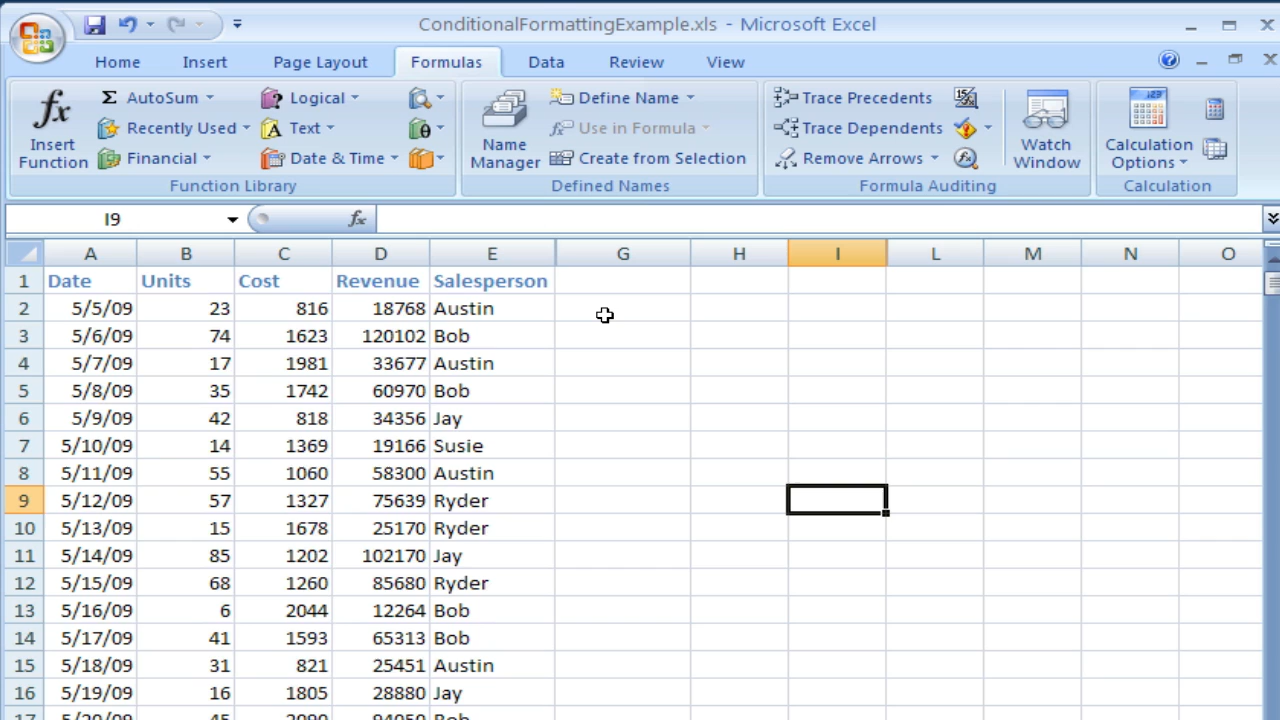 ConditionalFormattingExample.xls - Microsoft Excel
Home Insert Page Layout Formulas Data Review View
fx Insert Function
Σ AutoSum
Recently Used
Financial
Logical
Text
Date & Time
Function Library
Name Manager
Define Name
Use in Formula
Create from Selection
Defined Names
Trace Precedents
Trace Dependents
Remove Arrows
Watch Window
Formula Auditing
Calculation Options
Calculation
I9 fx
A B C D E G H I L M N O
1 Date Units Cost Revenue Salesperson
2 5/5/09 23 816 18768 Austin
3 5/6/09 74 1623 120102 Bob
4 5/7/09 17 1981 33677 Austin
5 5/8/09 35 1742 60970 Bob
6 5/9/09 42 818 34356 Jay
7 5/10/09 14 1369 19166 Susie
8 5/11/09 55 1060 58300 Austin
9 5/12/09 57 1327 75639 Ryder
10 5/13/09 15 1678 25170 Ryder
11 5/14/09 85 1202 102170 Jay
12 5/15/09 68 1260 85680 Ryder
13 5/16/09 6 2044 12264 Bob
14 5/17/09 41 1593 65313 Bob
15 5/18/09 31 821 25451 Austin
16 5/19/09 16 1805 28880 Jay
17 5/20/09 45 2090 94050 Bob